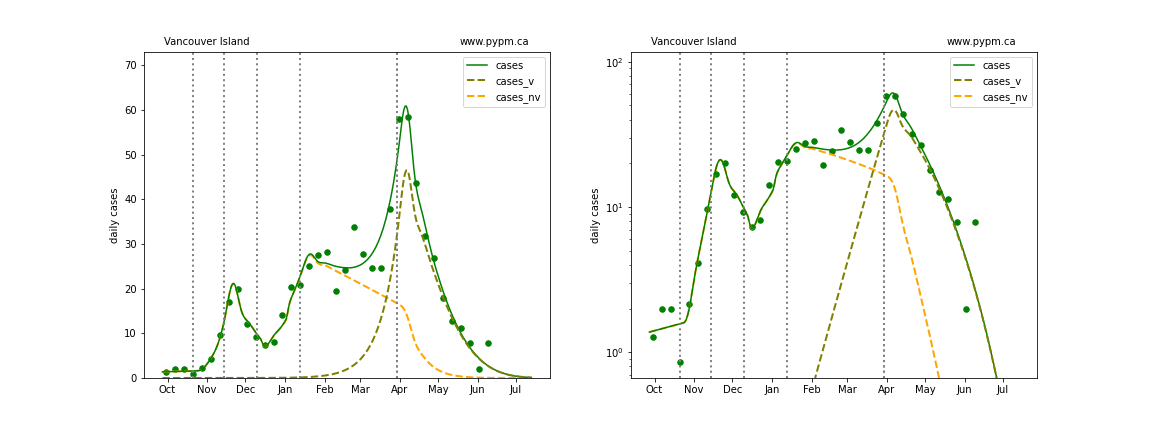 Vancouver Island www.pypm.ca
cases
cases_v
cases_nv
daily cases
70
60
50
40
30
20
10
0
Oct Nov Dec Jan Feb Mar Apr May Jun Jul
Vancouver Island www.pypm.ca
cases
cases_v
cases_nv
daily cases
10²
10¹
10⁰
Oct Nov Dec Jan Feb Mar Apr May Jun Jul